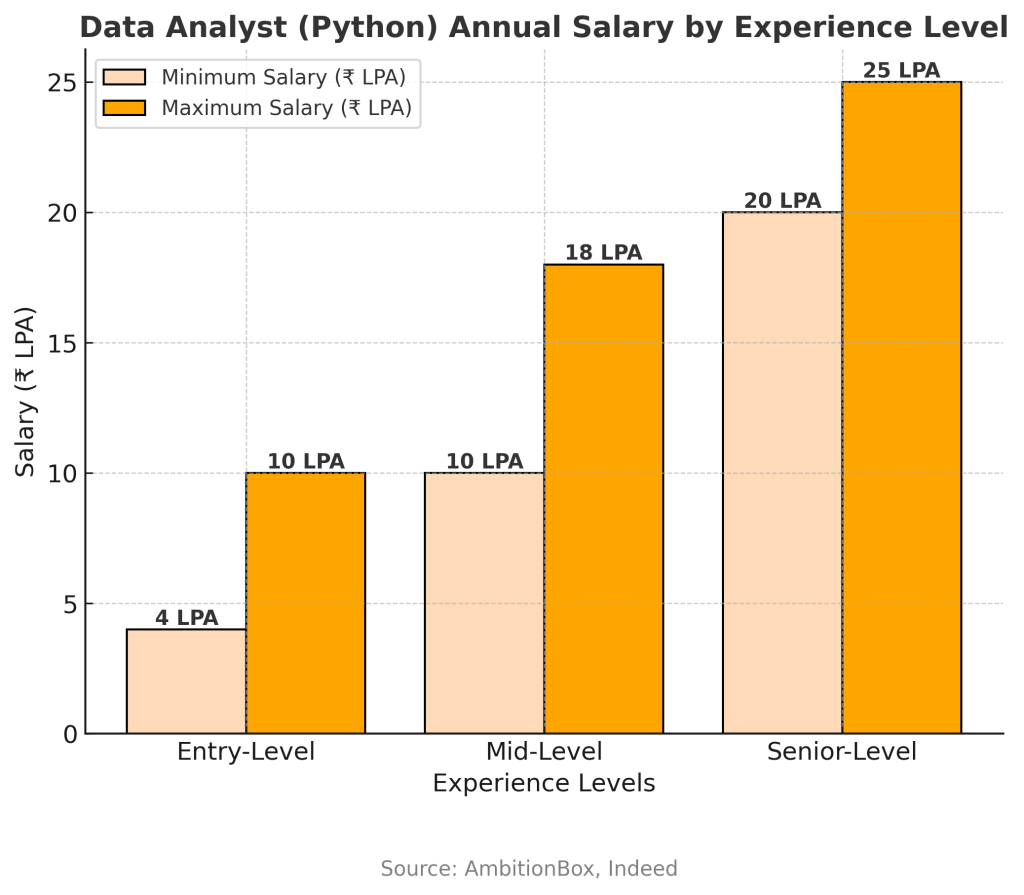 Data Analyst (Python) Annual Salary by Experience Level
Minimum Salary (₹ LPA)
Maximum Salary (₹ LPA)
25 LPA
20 LPA
18 LPA
10 LPA
10 LPA
4 LPA
25
20
15
10
5
0
Salary (₹ LPA)
Entry-Level
Mid-Level
Senior-Level
Experience Levels
Source: AmbitionBox, Indeed